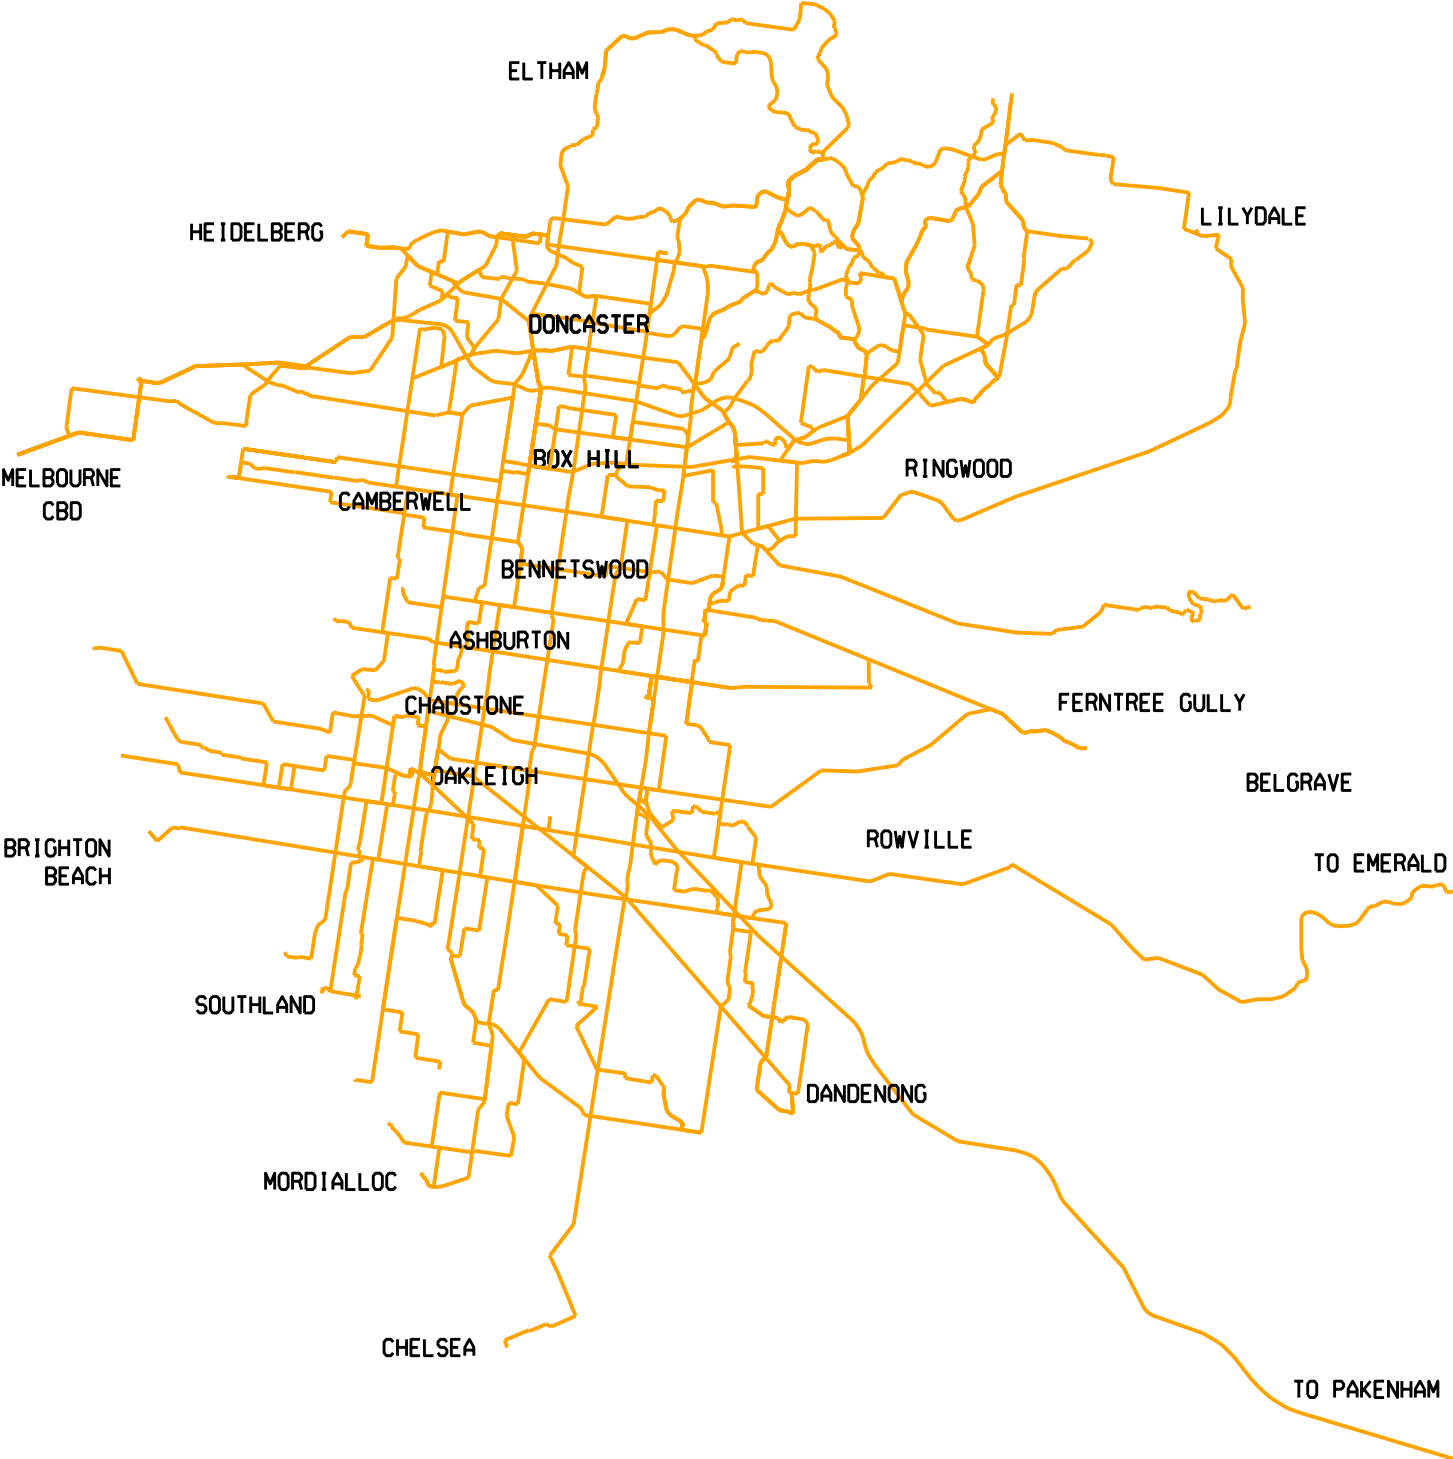 ELTHAM
LILYDALE
HEIDELBERG
DONCASTER
BOX HILL
RINGWOOD
MELBOURNE
CBD
CAMBERWELL
BENNETSWOOD
ASHBURTON
FERNTREE GULLY
CHADSTONE
OAKLEIGH
BELGRAVE
ROWVILLE
BRIGHTON
BEACH
TO EMERALD
SOUTHLAND
DANDENONG
MORDIALLOC
CHELSEA
TO PAKENHAM